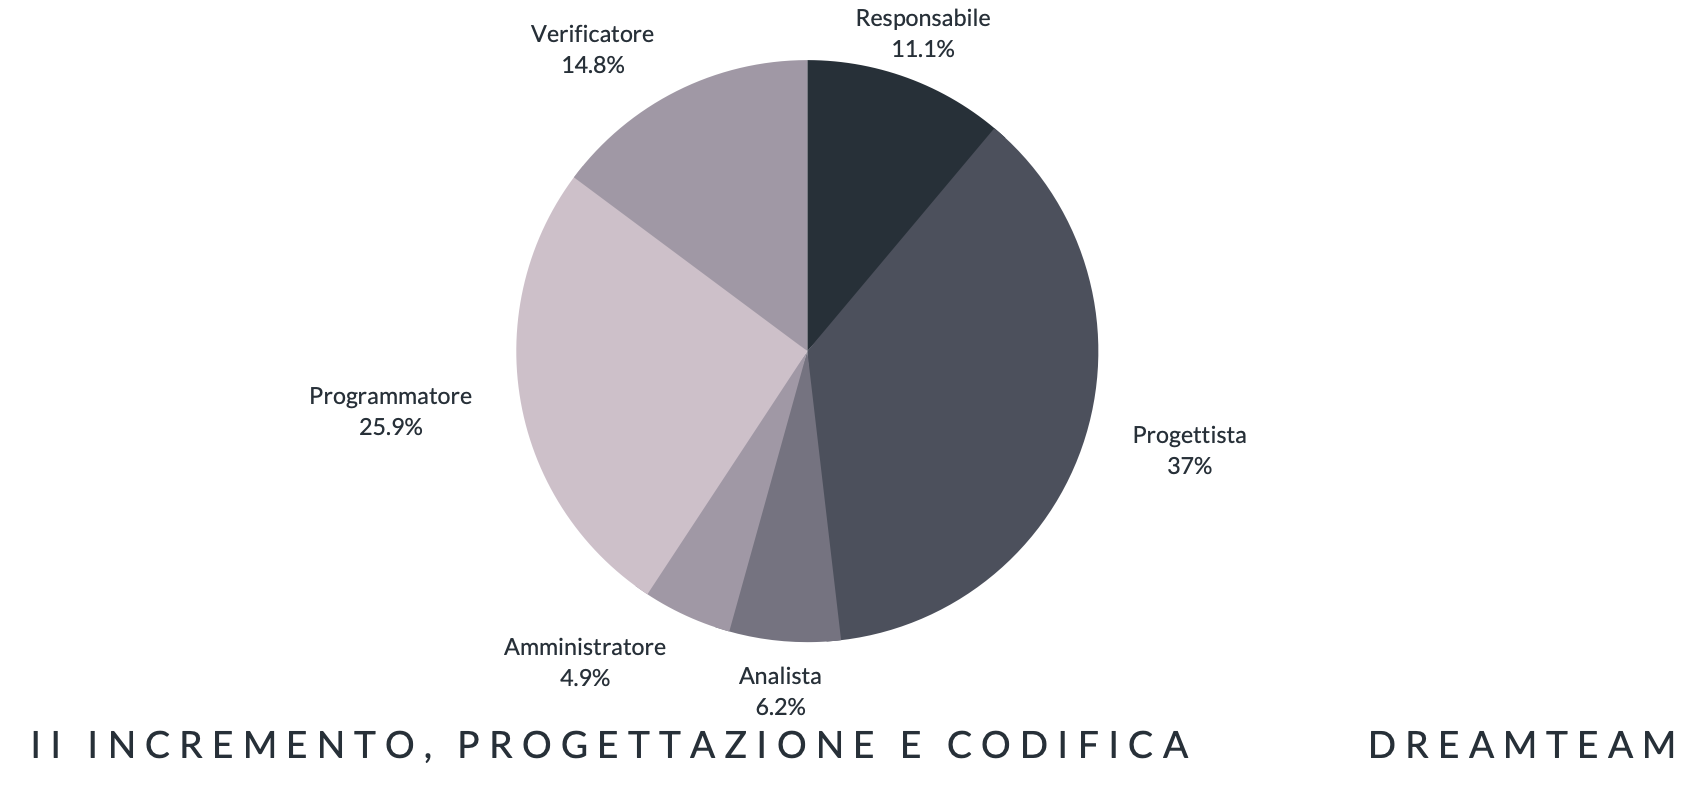 Responsabile
11.1%
Verificatore
14.8%
Programmatore
25.9%
Progettista
37%
Amministratore
4.9%
Analista
6.2%
II INCREMENTO, PROGETTAZIONE E CODIFICA
DREAMTEAM